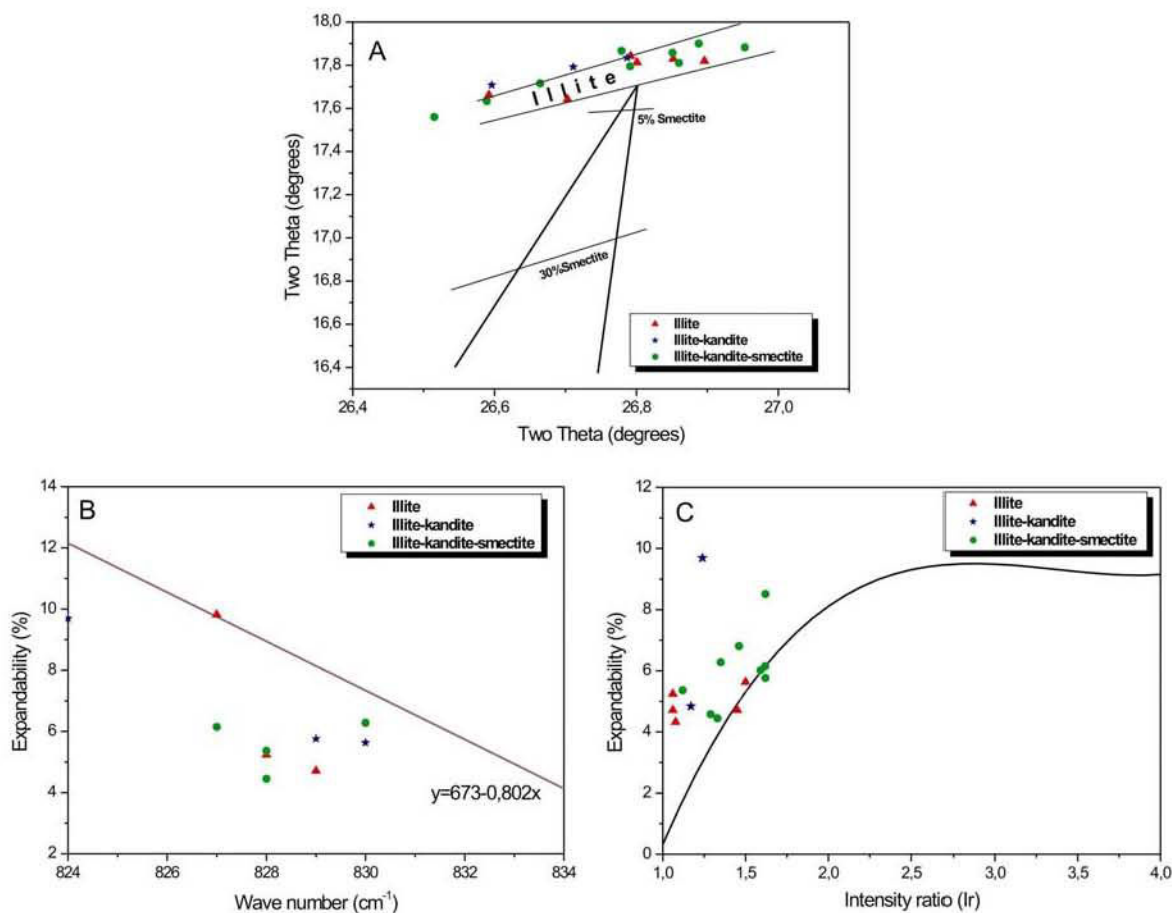 A
18,0
17,8
17,6
17,4
17,2
17,0
16,8
16,6
16,4
Two Theta (degrees)
Illite
5% Smectite
30%Smectite
Illite
Illite-kandite
Illite-kandite-smectite
26,4
26,6
26,8
27,0
Two Theta (degrees)
B
14
12
10
8
6
4
2
Expandability (%)
Illite
Illite-kandite
Illite-kandite-smectite
y=673-0,802x
824
826
828
830
832
834
Wave number (cm⁻¹)
C
12
10
8
6
4
2
0
Expandability (%)
Illite
Illite-kandite
Illite-kandite-smectite
1,0
1,5
2,0
2,5
3,0
3,5
4,0
Intensity ratio (Ir)